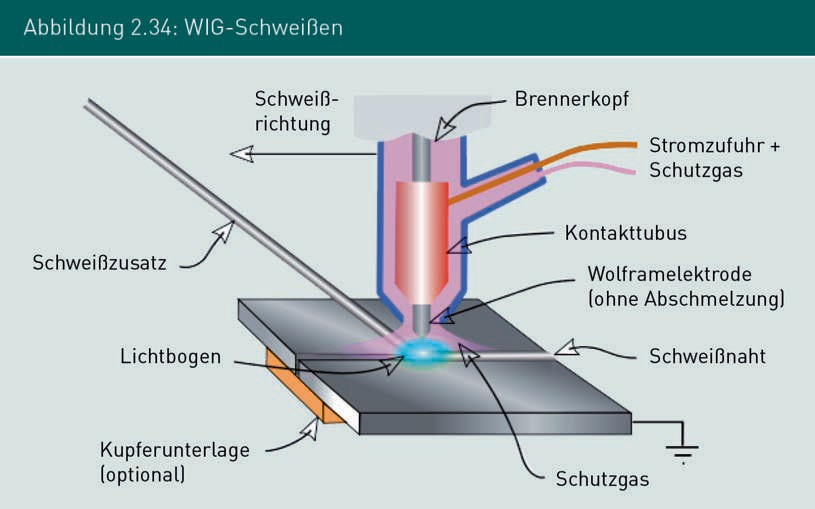 Abbildung 2.34: WIG-Schweißen
Schweiß-
richtung
Brennerkopf
Stromzufuhr +
Schutzgas
Kontakttubus
Schweißzusatz
Wolframelektrode
(ohne Abschmelzung)
Lichtbogen
Schweißnaht
Kupferunterlage
(optional)
Schutzgas